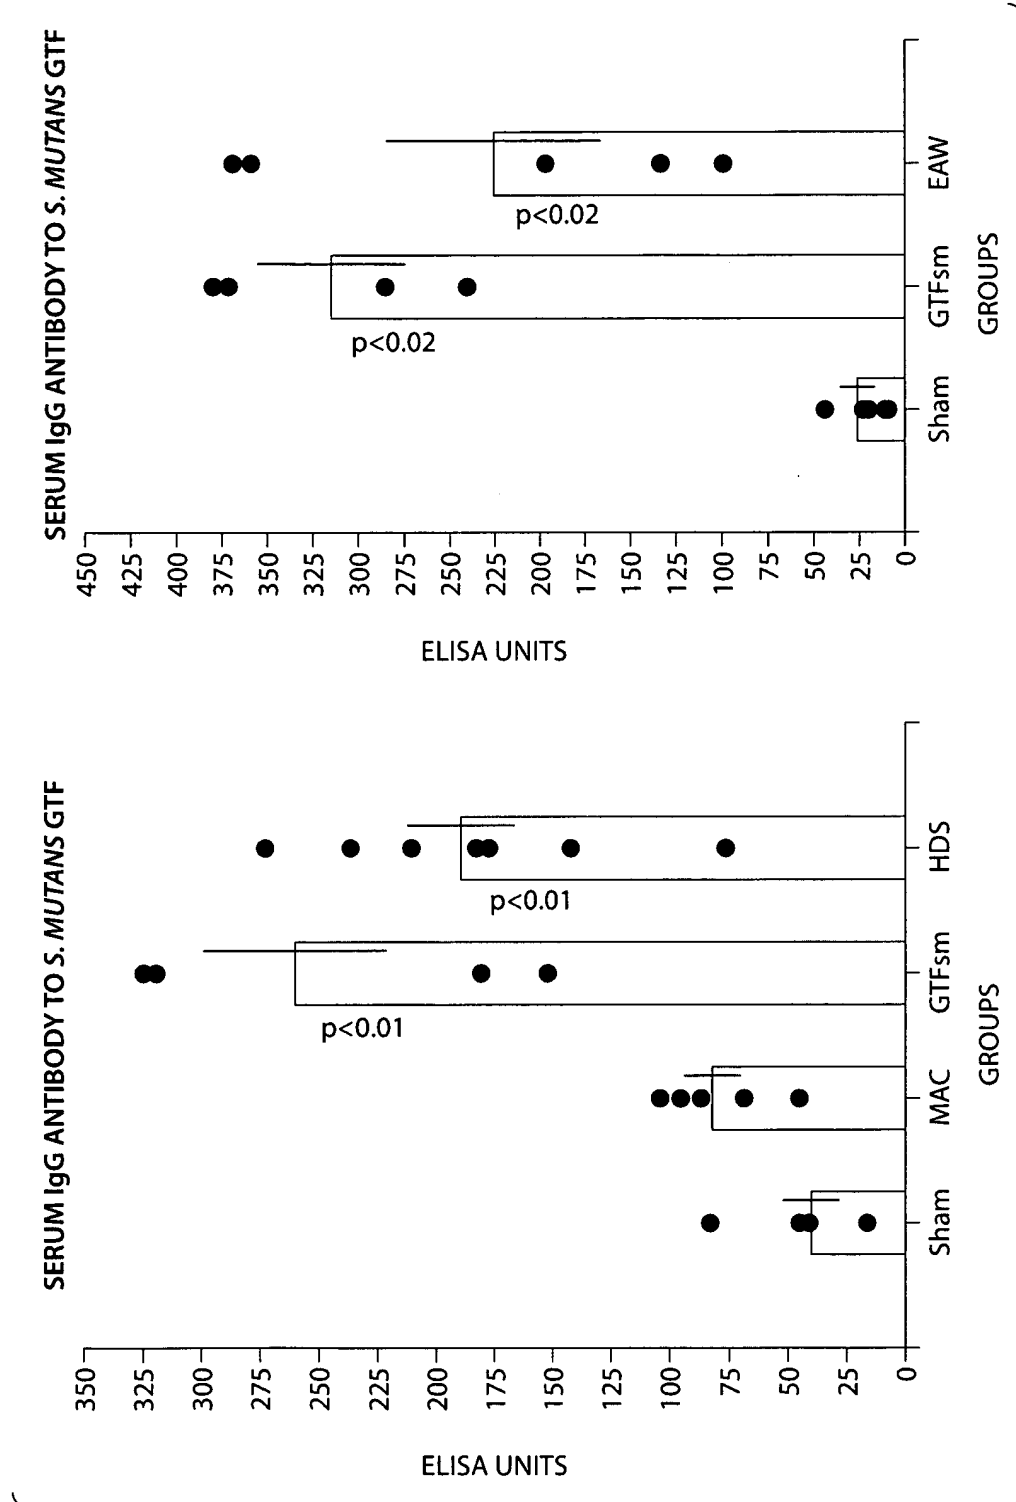 SERUM IgG ANTIBODY TO S. MUTANS GTF
350
325
300
275
250
225
200
175
150
125
100
75
50
25
0
ELISA UNITS
p<0.01
p<0.01
Sham
MAC
GTFsm
HDS
GROUPS
SERUM IgG ANTIBODY TO S. MUTANS GTF
450
425
400
375
350
325
300
275
250
225
200
175
150
125
100
75
50
25
0
ELISA UNITS
p<0.02
p<0.02
Sham
GTFsm
EAW
GROUPS